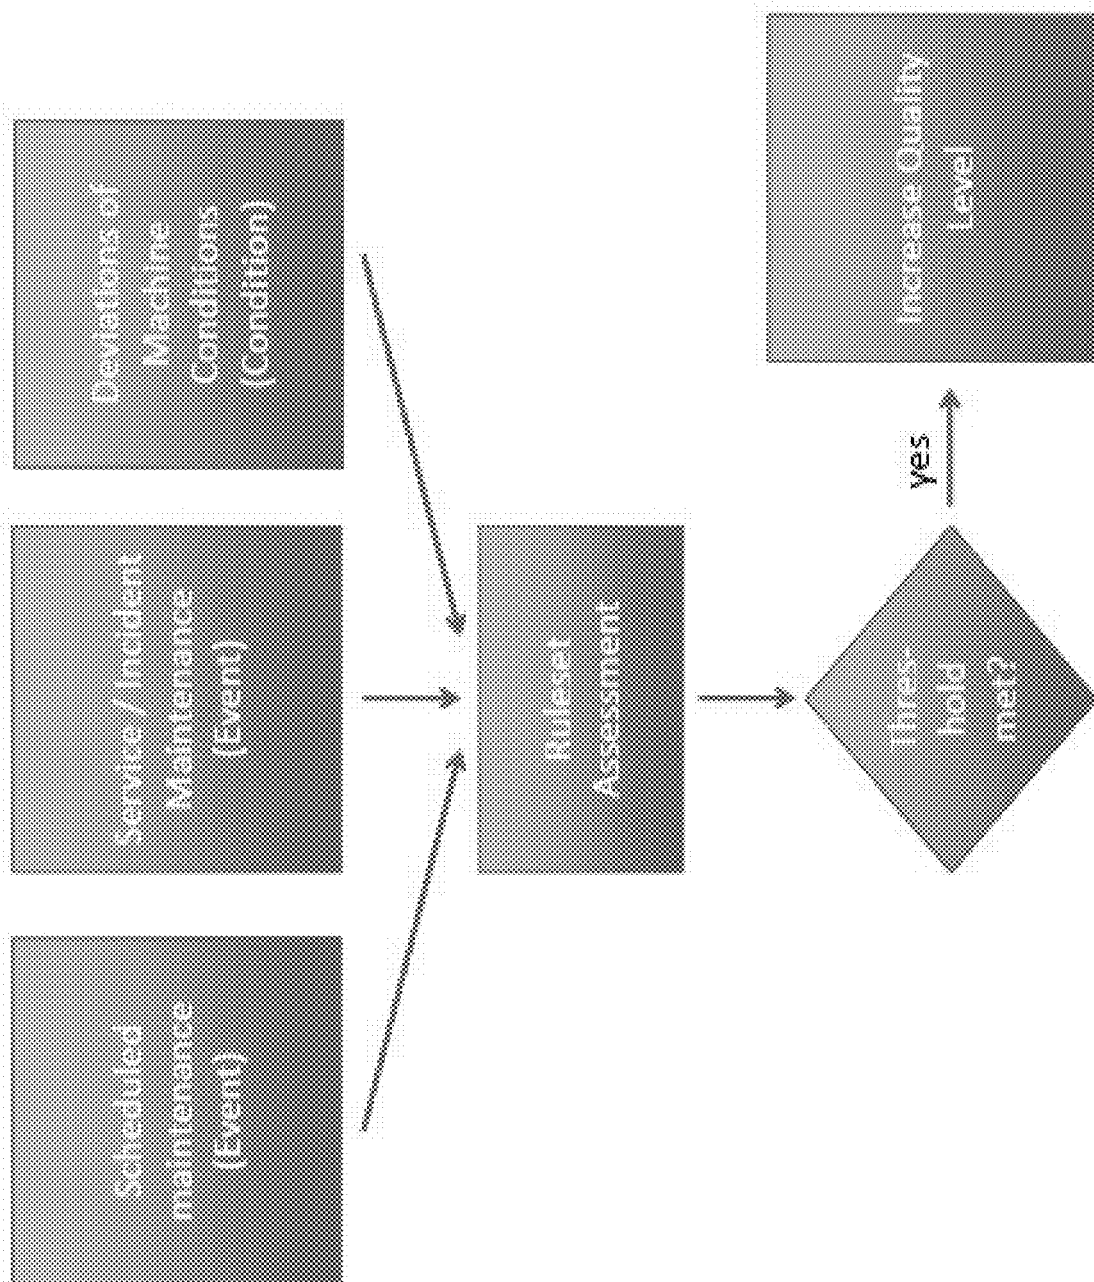 Scheduled
maintenance
(Event)
Service/Incident
Maintenance
(Event)
Deviations of
Machine
Conditions
(Condition)
Ruleset
Assessment
Thres-
hold
met?
yes
Increase Quality
Level